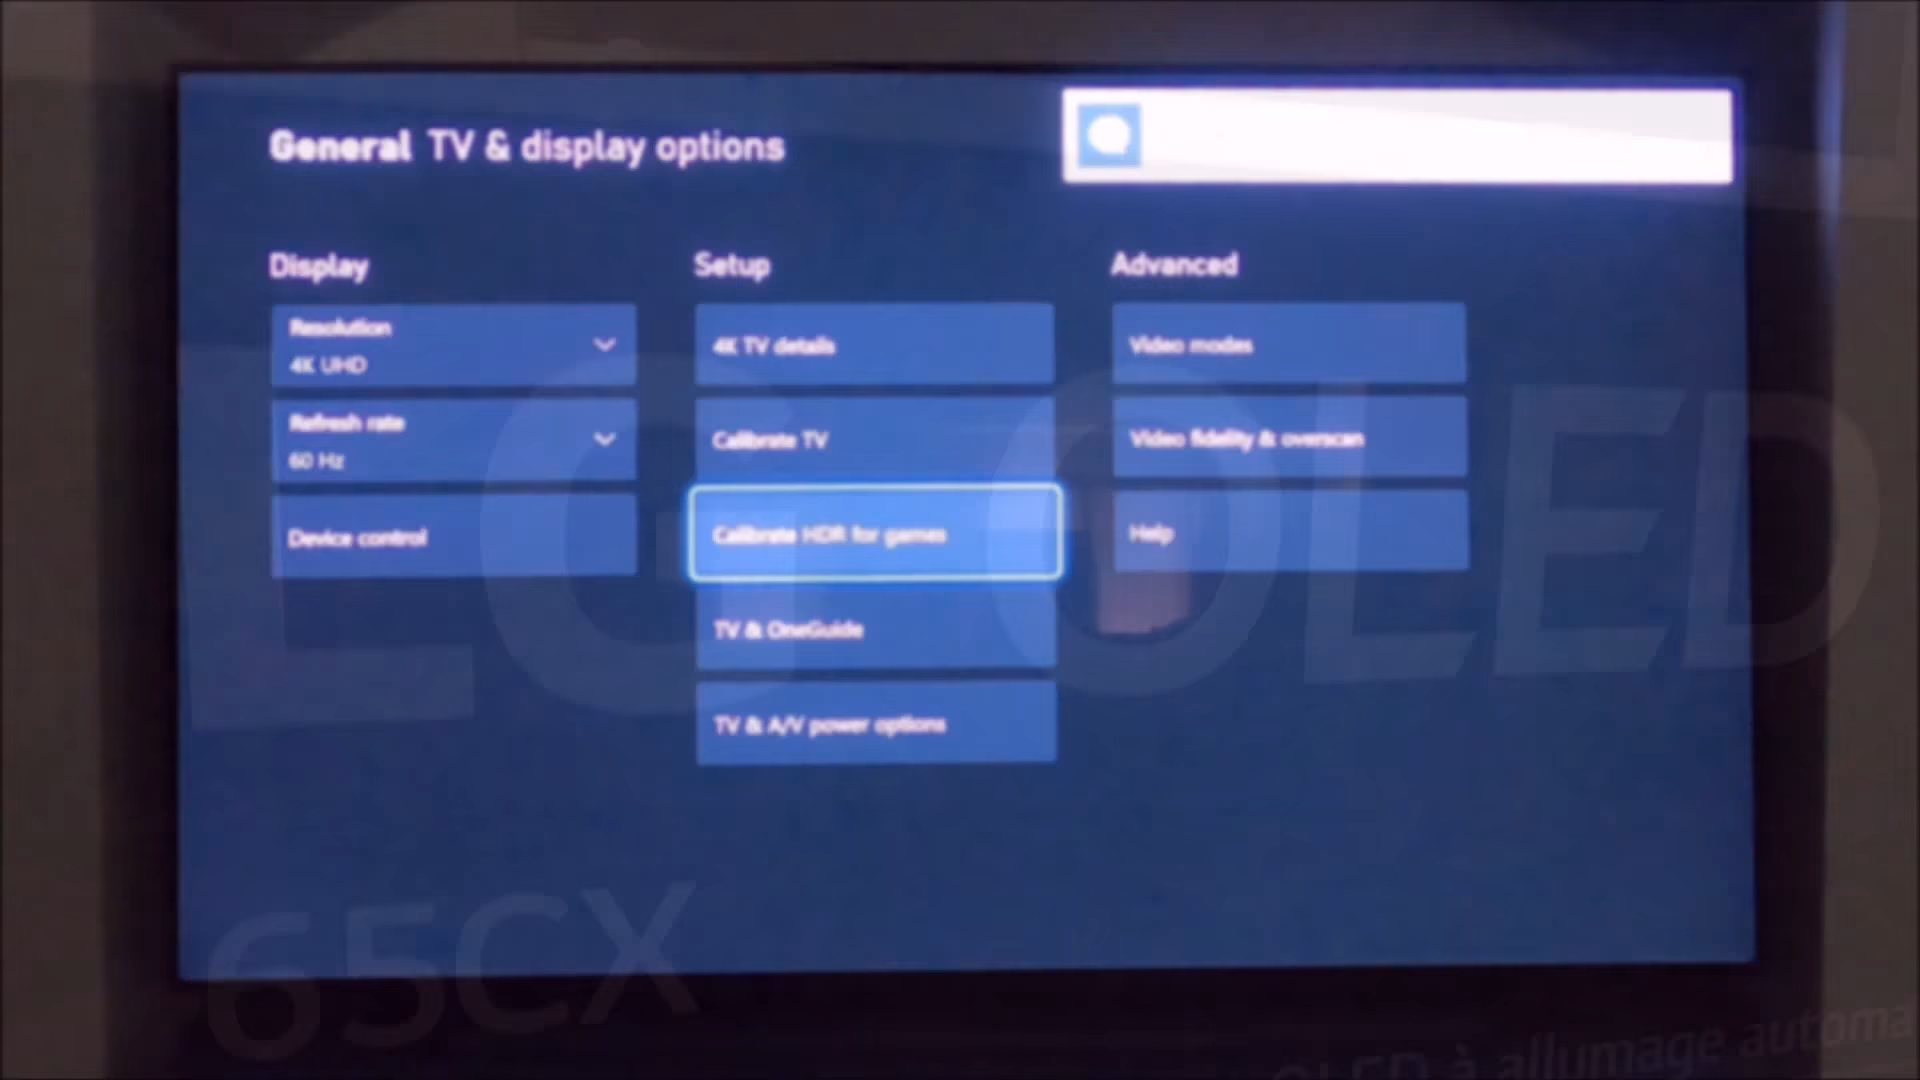 General TV & display options
Display
Setup
Advanced
Resolution
4K UHD
4K TV details
Video modes
Refresh rate
60 Hz
Calibrate TV
Video fidelity & overscan
Device control
Calibrate HDR for games
Help
TV & OneGuide
TV & A/V power options
LG OLED
65CX
OLED à allumage